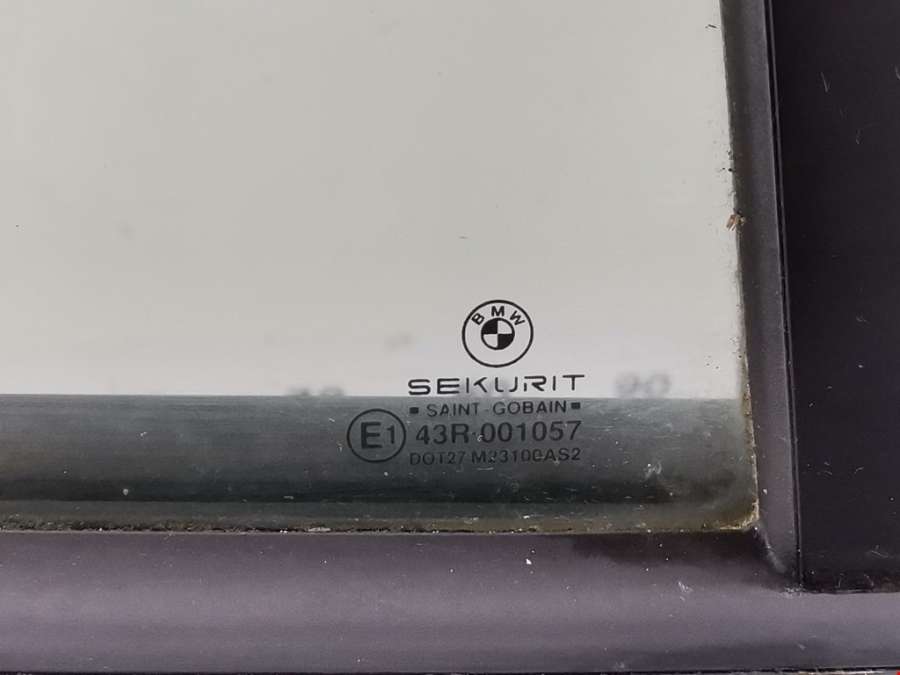 BMW
SEKURIT
SAINT-GOBAIN
E1 43R-001057
DOT27 M23100AS2